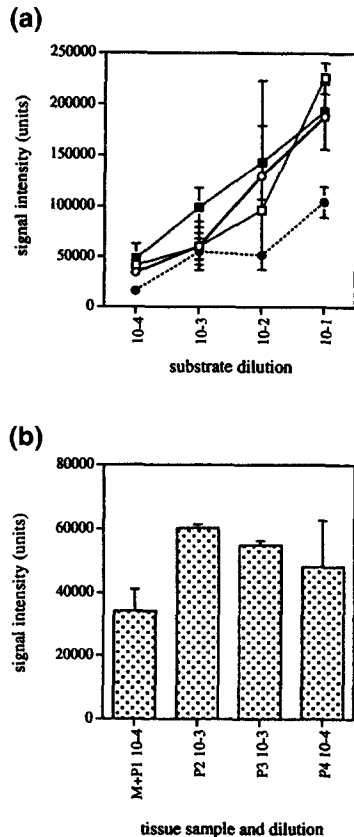 (a)
signal intensity (units)
250000
200000
150000
100000
50000
0
10-4
10-3
10-2
10-1
substrate dilution
(b)
signal intensity (units)
80000
60000
40000
20000
0
M+P1 10-4
P2 10-3
P3 10-3
P4 10-4
tissue sample and dilution